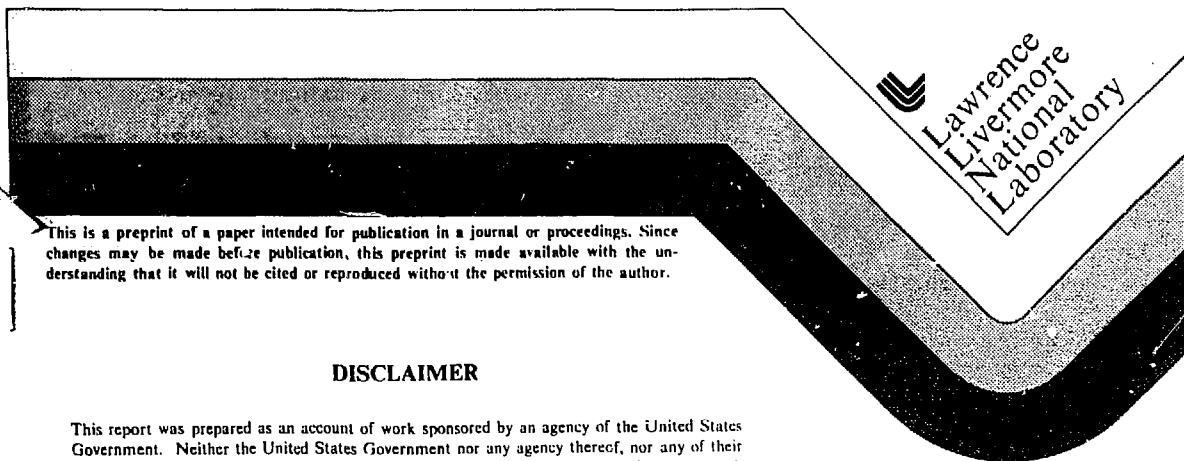 Lawrence
Livermore
National
Laboratory
This is a preprint of a paper intended for publication in a journal or proceedings. Since
changes may be made before publication, this preprint is made available with the un-
derstanding that it will not be cited or reproduced without the permission of the author.
DISCLAIMER
This report was prepared as an account of work sponsored by an agency of the United States
Government. Neither the United States Government nor any agency thereof, nor any of their